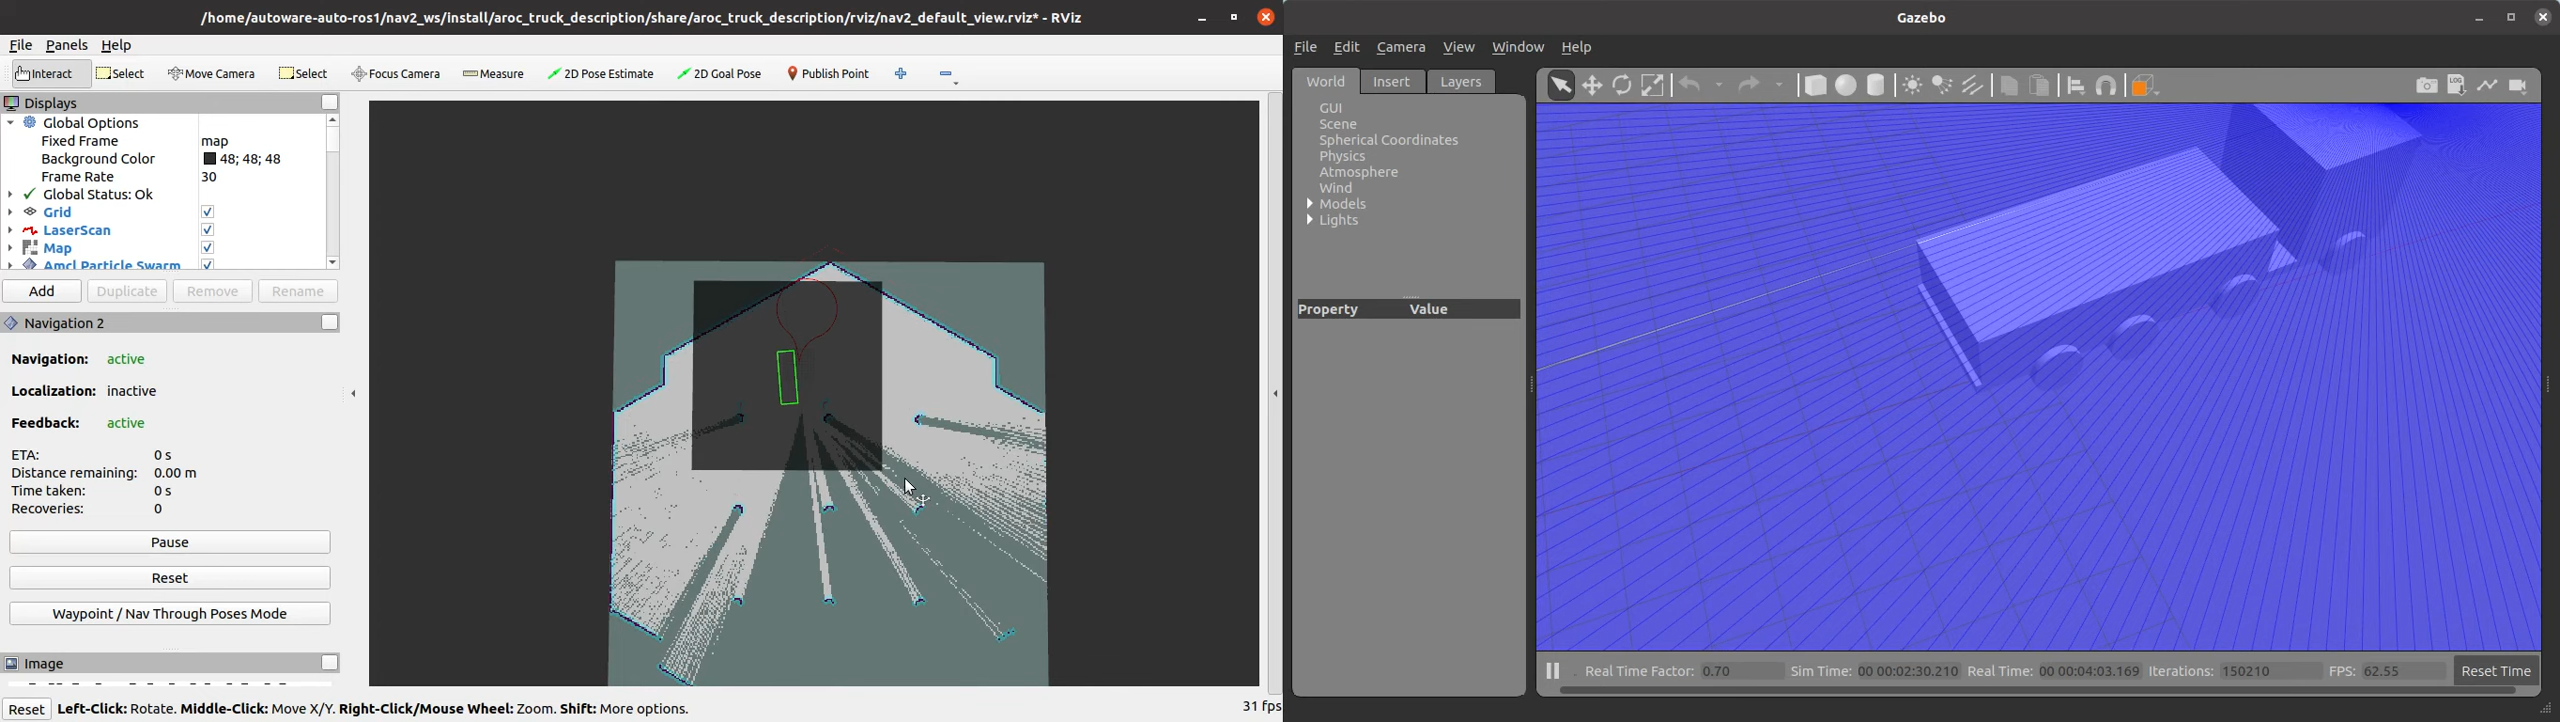 /home/autoware-auto-ros1/nav2_ws/install/aroc_truck_description/share/aroc_truck_description/rviz/nav2_default_view.rviz* - RViz
File Panels Help
Interact Select Move Camera Select Focus Camera Measure 2D Pose Estimate 2D Goal Pose Publish Point
Displays
Global Options
Fixed Frame map
Background Color 48; 48; 48
Frame Rate 30
Global Status: Ok
Grid
LaserScan
Map
Amcl Particle Swarm
Add Duplicate Remove Rename
Navigation 2
Navigation: active
Localization: inactive
Feedback: active
ETA: 0 s
Distance remaining: 0.00 m
Time taken: 0 s
Recoveries: 0
Pause
Reset
Waypoint / Nav Through Poses Mode
Image
Reset Left-Click: Rotate. Middle-Click: Move X/Y. Right-Click/Mouse Wheel: Zoom. Shift: More options. 31 fps
Gazebo
File Edit Camera View Window Help
World Insert Layers
LOG
GUI
Scene
Spherical Coordinates
Physics
Atmosphere
Wind
Models
Lights
Property Value
Real Time Factor: 0.70 Sim Time: 00 00:02:30.210 Real Time: 00 00:04:03.169 Iterations: 150210 FPS: 62.55 Reset Time